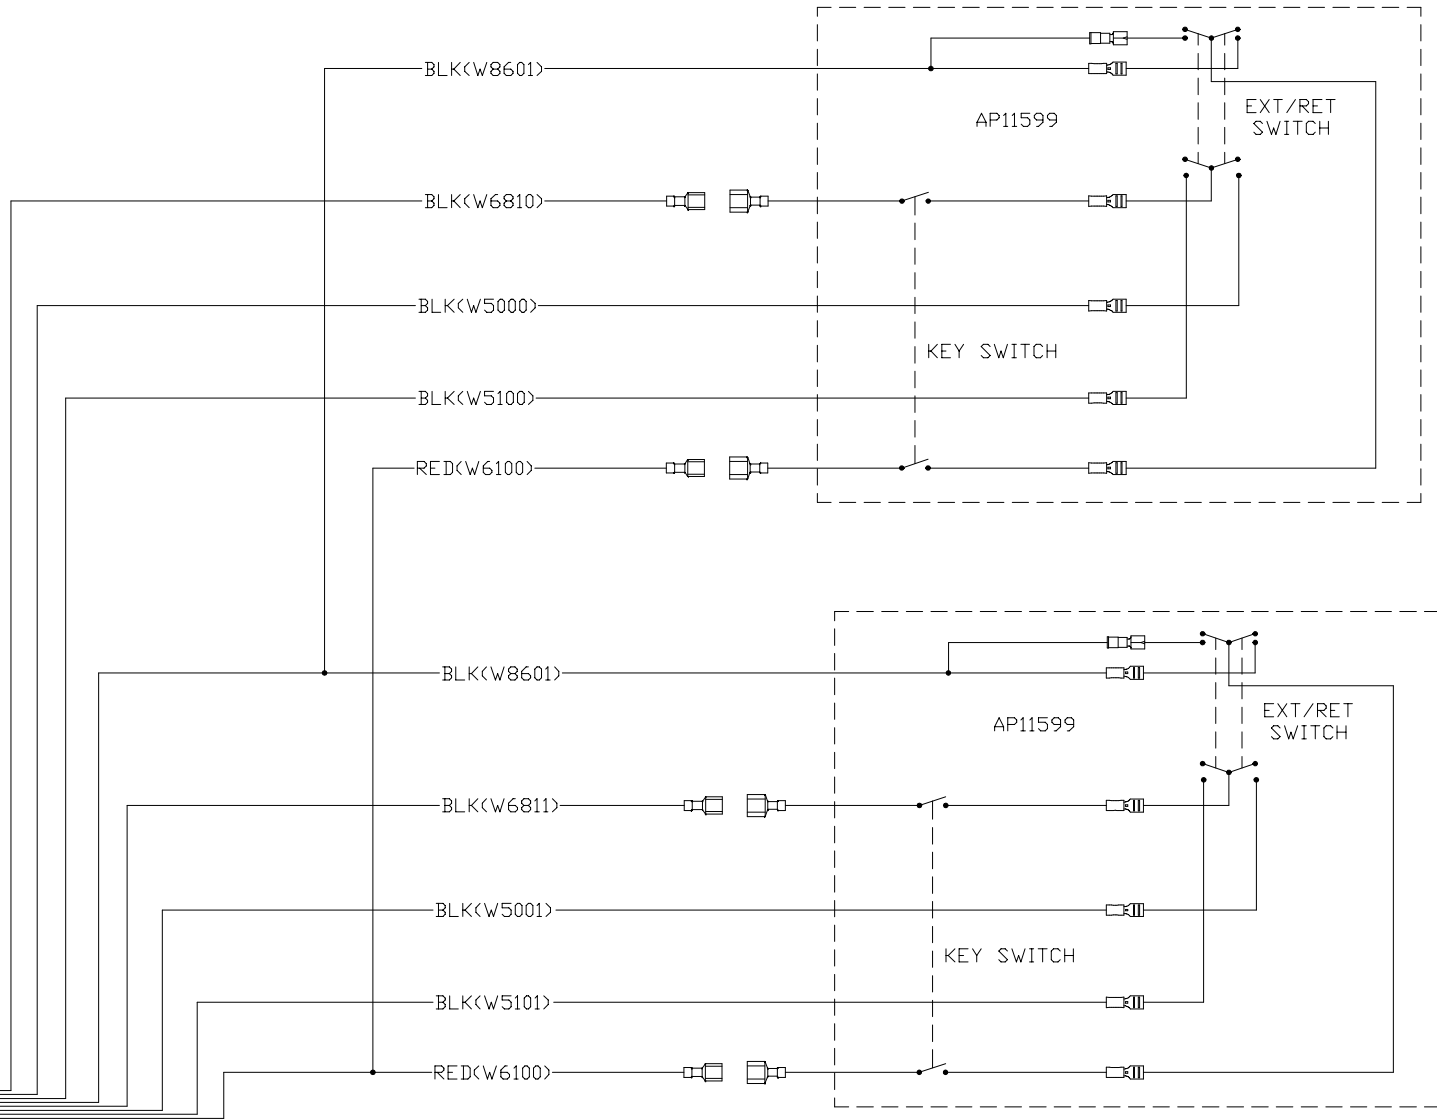 BLK(W8601)
AP11599
EXT/RET
SWITCH
BLK(W6810)
BLK(W5000)
KEY SWITCH
BLK(W5100)
RED(W6100)
BLK(W8601)
AP11599
EXT/RET
SWITCH
BLK(W6811)
BLK(W5001)
KEY SWITCH
BLK(W5101)
RED(W6100)